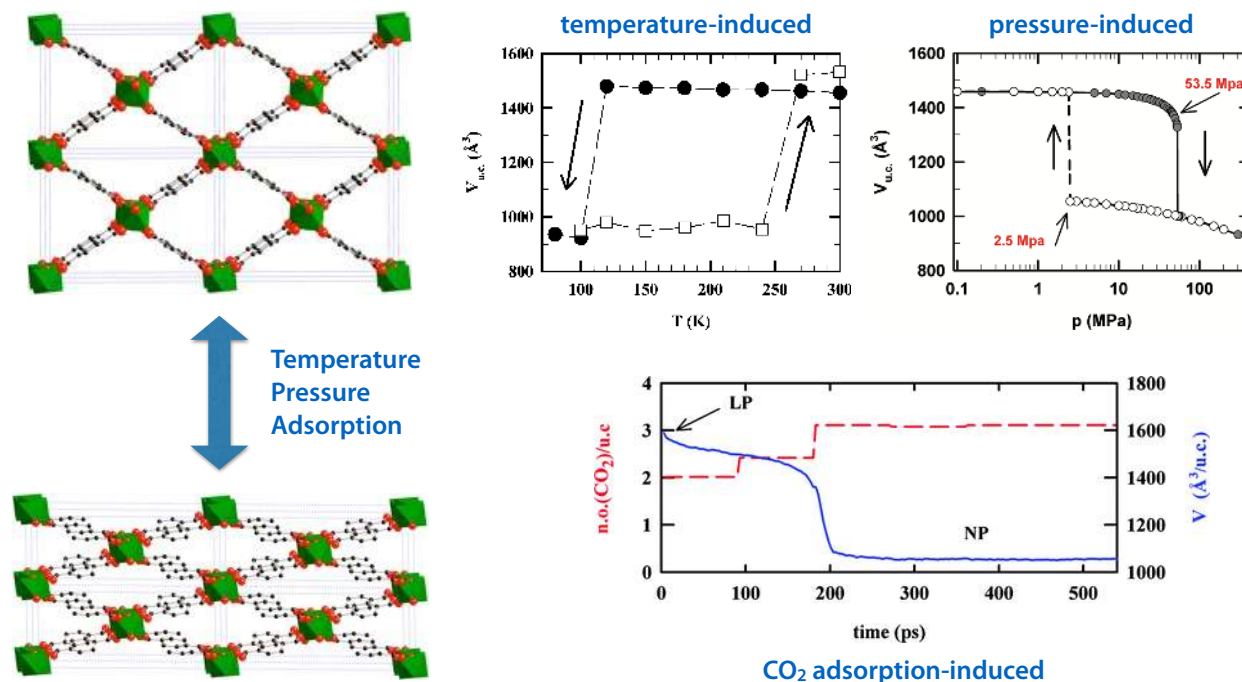 temperature-induced
1600
1400
1200
1000
800
V u.c. (Å³)
100
150
200
250
300
T (K)
pressure-induced
1600
1400
1200
1000
800
V u.c. (Å³)
53.5 Mpa
2.5 Mpa
0.1
1
10
100
p (MPa)
Temperature
Pressure
Adsorption
4
3
2
1
0
n.o.(CO₂)/u.c
LP
NP
1800
1600
1400
1200
1000
V (Å³/u.c.)
0
100
200
300
400
500
time (ps)
CO₂ adsorption-induced